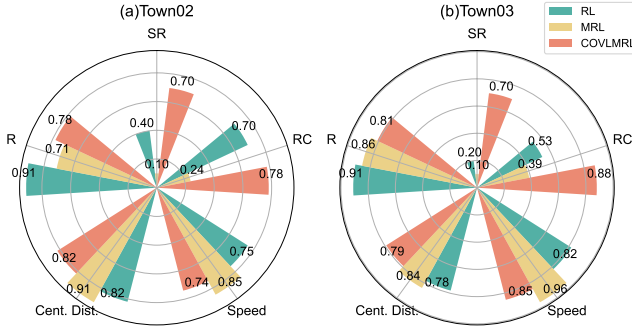 (a)Town02
(b)Town03
RL
MRL
COVLMRL
SR
0.70
0.40
0.10
0.70
RC
0.24
0.78
R
0.78
0.71
0.91
0.82
0.91
0.82
Cent. Dist.
0.75
0.85
0.74
Speed
SR
0.70
0.20
0.10
0.53
RC
0.39
0.88
R
0.81
0.86
0.91
0.79
0.84
0.78
Cent. Dist.
0.82
0.96
0.85
Speed